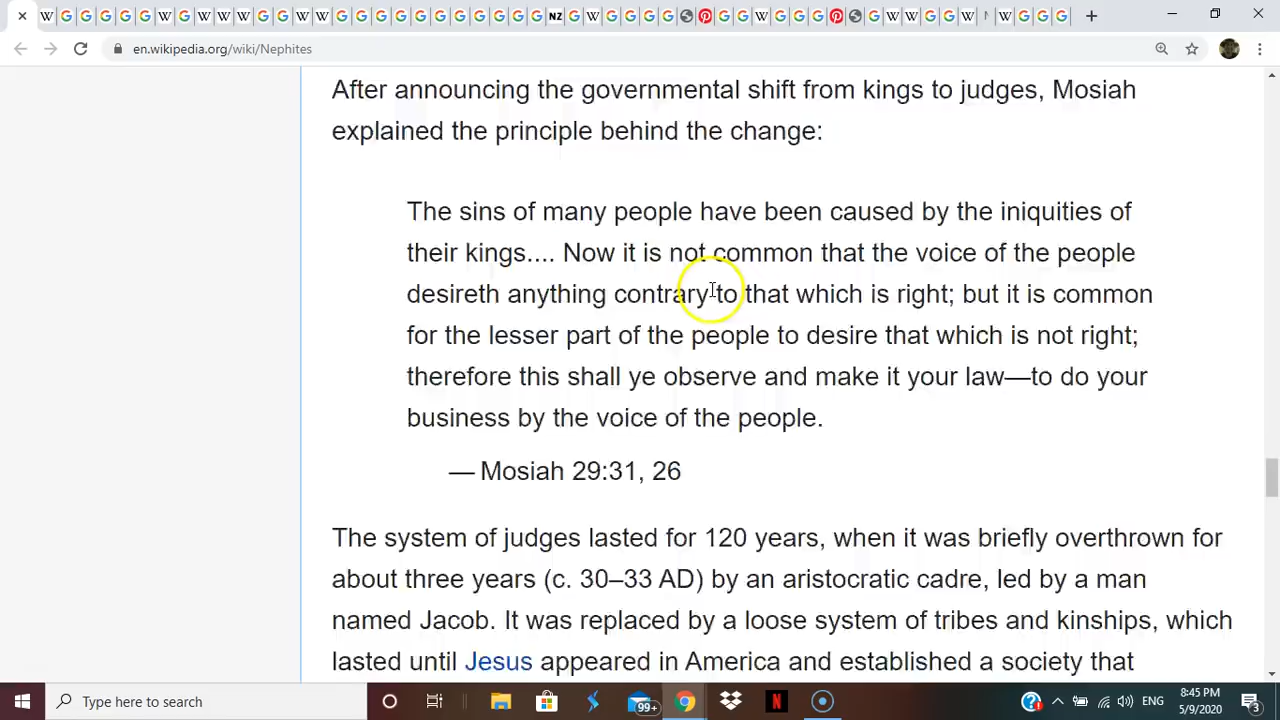 en.wikipedia.org/wiki/Nephites
After announcing the governmental shift from kings to judges, Mosiah
explained the principle behind the change:
The sins of many people have been caused by the iniquities of
their kings.... Now it is not common that the voice of the people
desireth anything contrary to that which is right; but it is common
for the lesser part of the people to desire that which is not right;
therefore this shall ye observe and make it your law—to do your
business by the voice of the people.
— Mosiah 29:31, 26
The system of judges lasted for 120 years, when it was briefly overthrown for
about three years (c. 30–33 AD) by an aristocratic cadre, led by a man
named Jacob. It was replaced by a loose system of tribes and kinships, which
lasted until Jesus appeared in America and established a society that
Type here to search
99+
ENG
8:45 PM
5/9/2020
3